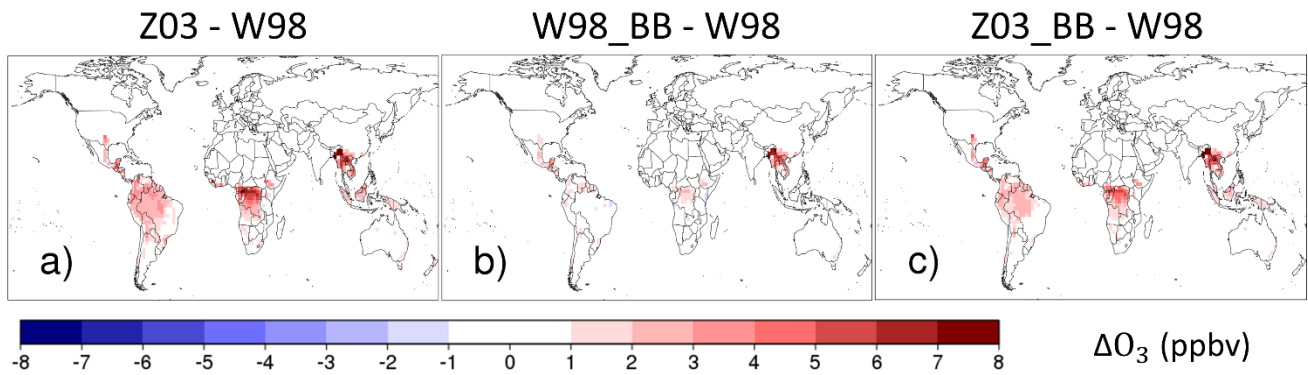 Z03 - W98
W98_BB - W98
Z03_BB - W98
a)
b)
c)
-8 -7 -6 -5 -4 -3 -2 -1 0 1 2 3 4 5 6 7 8
ΔO₃ (ppbv)